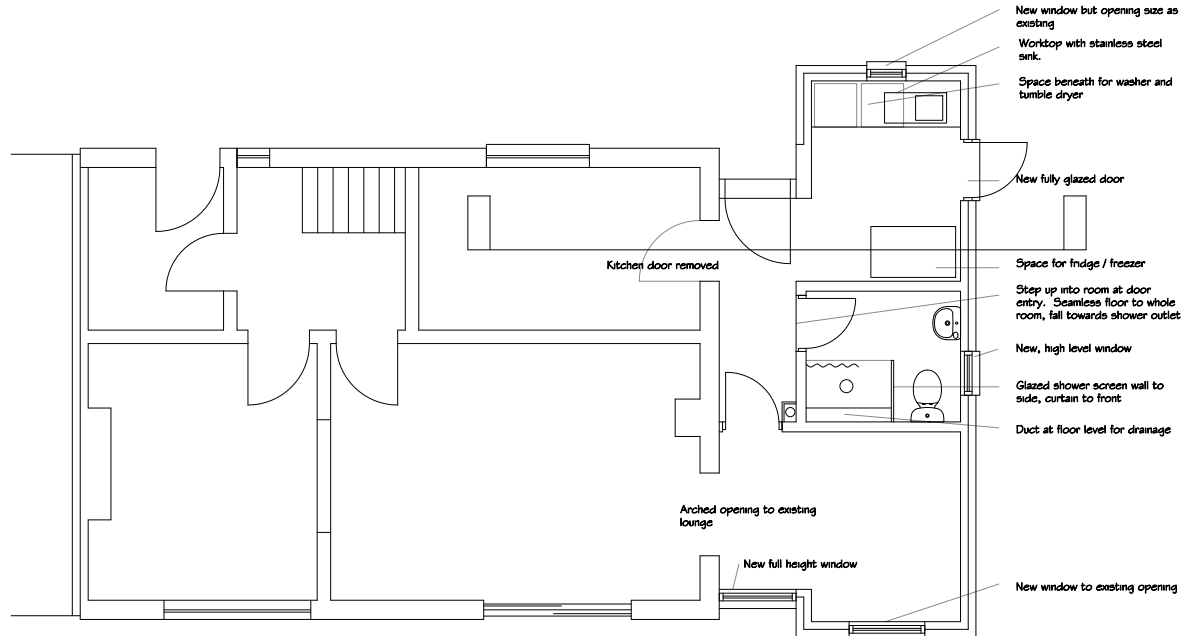 New window but opening size as
existing
Worktop with stainless steel
sink.
Space beneath for washer and
tumble dryer
New fully glazed door
Kitchen door removed
Space for fridge / freezer
Step up into room at door
entry. Seamless floor to whole
room, fall towards shower outlet
New, high level window
Glazed shower screen wall to
side, curtain to front
Duct at floor level for drainage
Arched opening to existing
lounge
New full height window
New window to existing opening